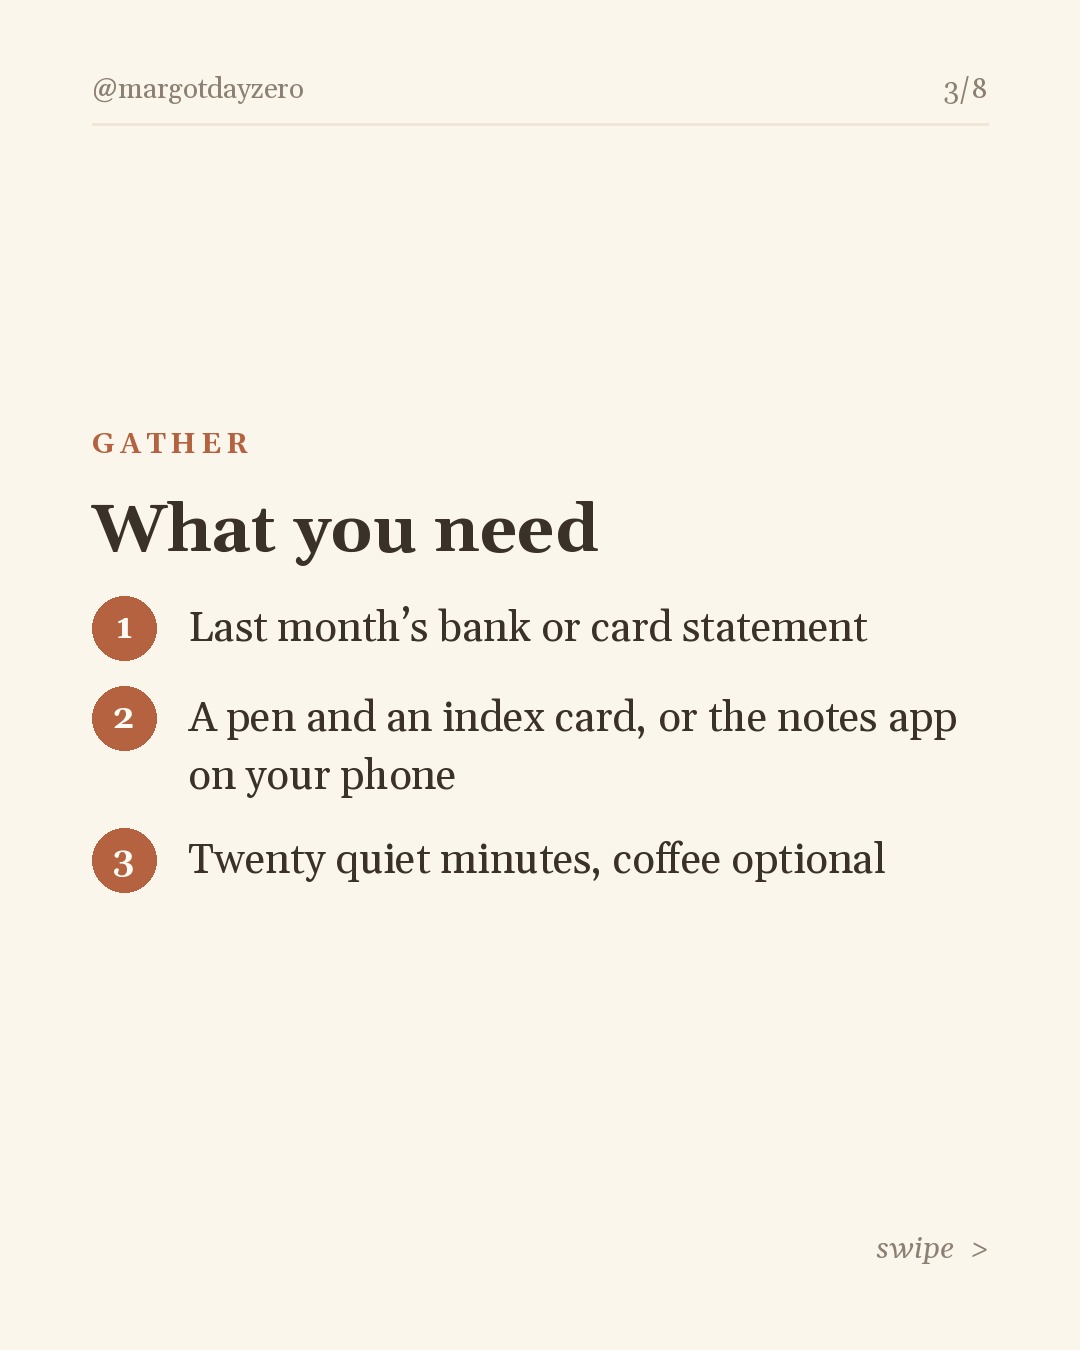 @margotdayzero
3/8
GATHER
What you need
1 Last month’s bank or card statement
2 A pen and an index card, or the notes app
on your phone
3 Twenty quiet minutes, coffee optional
swipe >